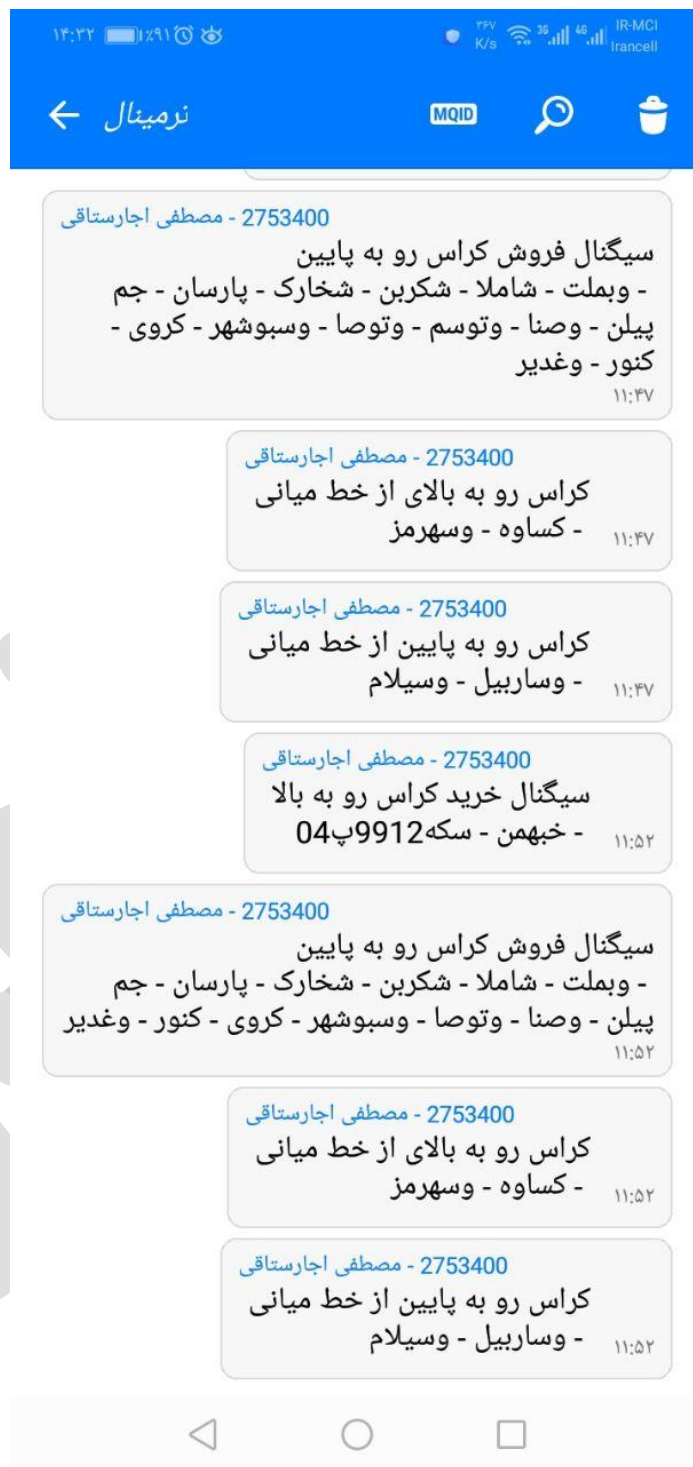 ۱۴:۳۲ ٪۹۱ ۳۶۷ K/s 3G 4G IR-MCI
Irancell
نرمینال MQID
2753400 - مصطفی اجارستاقی
سیگنال فروش کراس رو به پایین
- وبملت - شاملا - شکربن - شخارک - پارسان - جم
پیلن - وصنا - وتوسم - وتوصا - وسبوشهر - کروی -
کنور - وغدیر
۱۱:۴۷
2753400 - مصطفی اجارستاقی
کراس رو به بالای از خط میانی
- کساوه - وسهرمز
۱۱:۴۷
2753400 - مصطفی اجارستاقی
کراس رو به پایین از خط میانی
- وساربیل - وسیلام
۱۱:۴۷
2753400 - مصطفی اجارستاقی
سیگنال خرید کراس رو به بالا
- خبهمن - سکه9912پ04
۱۱:۵۲
2753400 - مصطفی اجارستاقی
سیگنال فروش کراس رو به پایین
- وبملت - شاملا - شکربن - شخارک - پارسان - جم
پیلن - وصنا - وتوصا - وسبوشهر - کروی - کنور - وغدیر
۱۱:۵۲
2753400 - مصطفی اجارستاقی
کراس رو به بالای از خط میانی
- کساوه - وسهرمز
۱۱:۵۲
2753400 - مصطفی اجارستاقی
کراس رو به پایین از خط میانی
- وساربیل - وسیلام
۱۱:۵۲